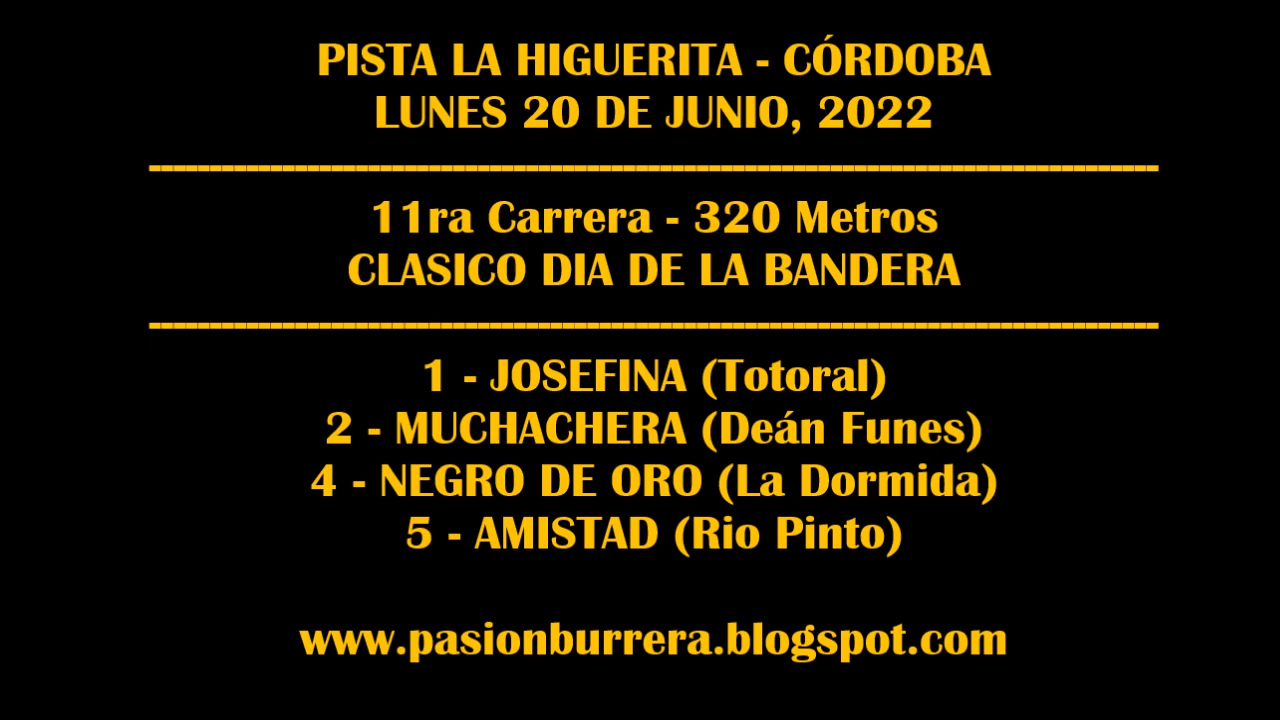 PISTA LA HIGUERITA - CÓRDOBA
LUNES 20 DE JUNIO, 2022
----------------------------------------------------------------------------------
11ra Carrera - 320 Metros
CLASICO DIA DE LA BANDERA
----------------------------------------------------------------------------------
1 - JOSEFINA (Totoral)
2 - MUCHACHERA (Deán Funes)
4 - NEGRO DE ORO (La Dormida)
5 - AMISTAD (Rio Pinto)
www.pasionburrera.blogspot.com